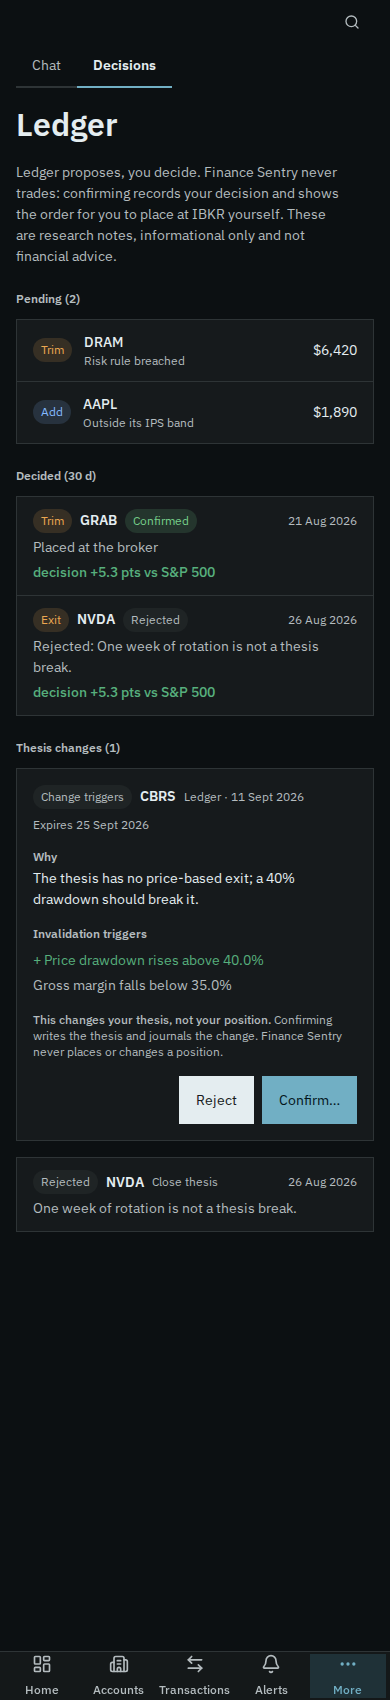 Chat Decisions
Ledger
Ledger proposes, you decide. Finance Sentry never
trades: confirming records your decision and shows
the order for you to place at IBKR yourself. These
are research notes, informational only and not
financial advice.
Pending (2)
Trim DRAM $6,420
Risk rule breached
Add AAPL $1,890
Outside its IPS band
Decided (30 d)
Trim GRAB Confirmed 21 Aug 2026
Placed at the broker
decision +5.3 pts vs S&P 500
Exit NVDA Rejected 26 Aug 2026
Rejected: One week of rotation is not a thesis
break.
decision +5.3 pts vs S&P 500
Thesis changes (1)
Change triggers CBRS Ledger · 11 Sept 2026
Expires 25 Sept 2026
Why
The thesis has no price-based exit; a 40%
drawdown should break it.
Invalidation triggers
+ Price drawdown rises above 40.0%
Gross margin falls below 35.0%
This changes your thesis, not your position. Confirming
writes the thesis and journals the change. Finance Sentry
never places or changes a position.
Reject Confirm...
Rejected NVDA Close thesis 26 Aug 2026
One week of rotation is not a thesis break.
Home Accounts Transactions Alerts More